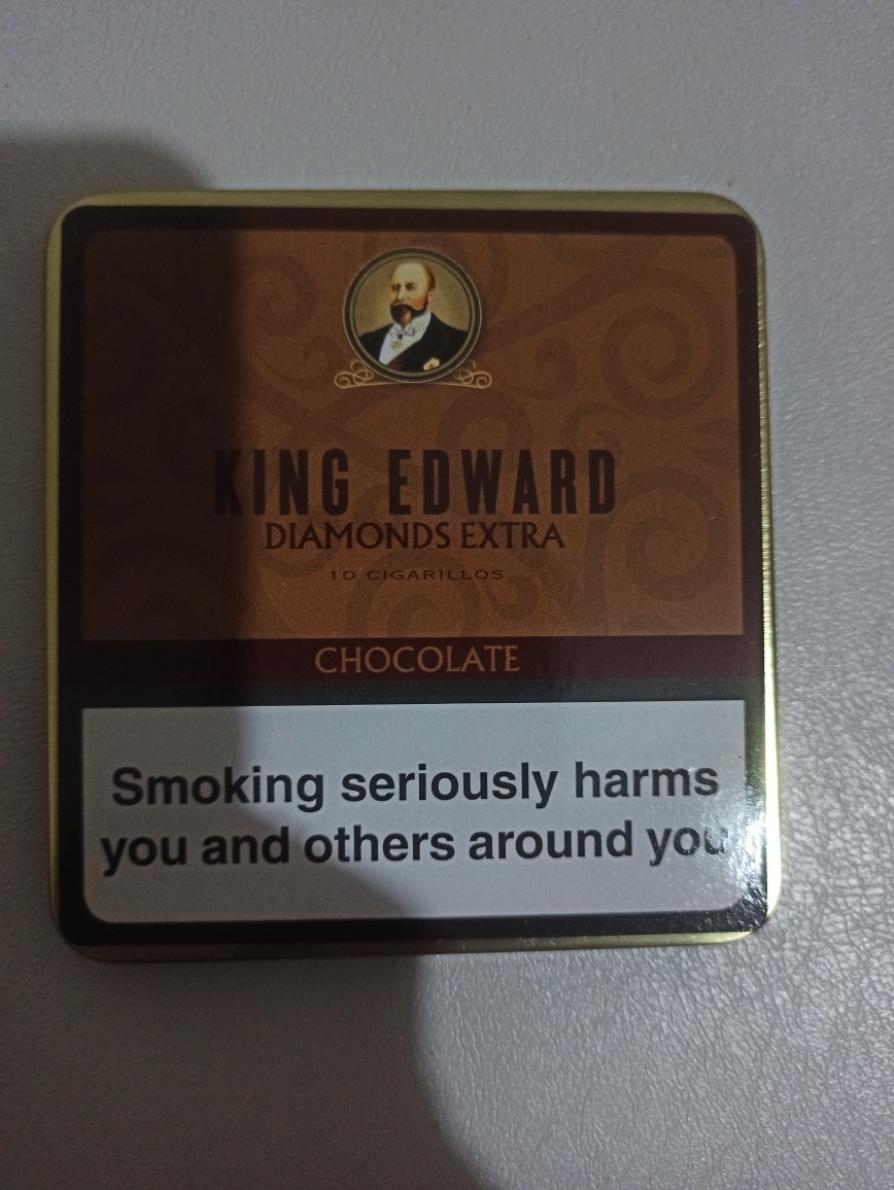 KING EDWARD
DIAMONDS EXTRA
10 CIGARILLOS
CHOCOLATE
Smoking seriously harms
you and others around you